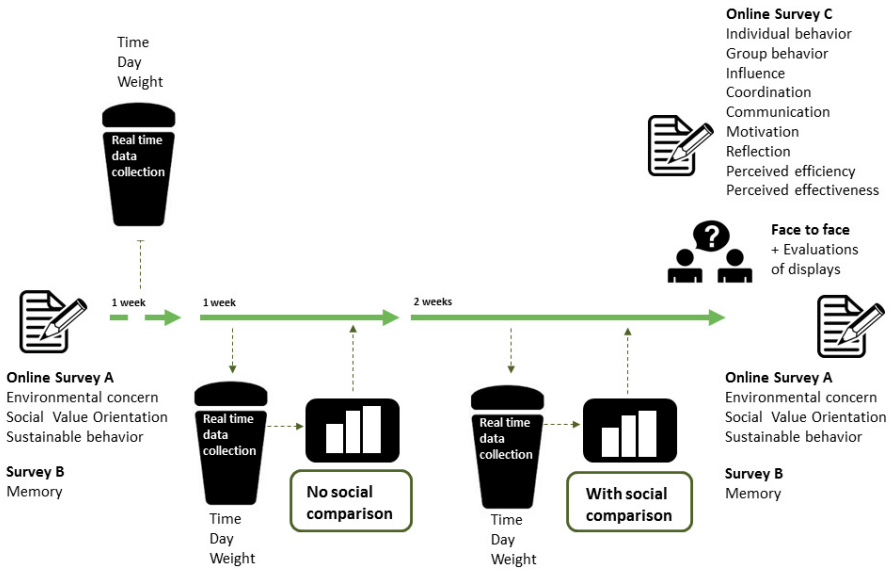 Time
Day
Weight
Real time
data
collection
Online Survey C
Individual behavior
Group behavior
Influence
Coordination
Communication
Motivation
Reflection
Perceived efficiency
Perceived effectiveness
?
Face to face
+ Evaluations
of displays
1 week
1 week
2 weeks
Online Survey A
Environmental concern
Social Value Orientation
Sustainable behavior
Survey B
Memory
Real time
data
collection
Time
Day
Weight
No social
comparison
Real time
data
collection
Time
Day
Weight
With social
comparison
Online Survey A
Environmental concern
Social Value Orientation
Sustainable behavior
Survey B
Memory